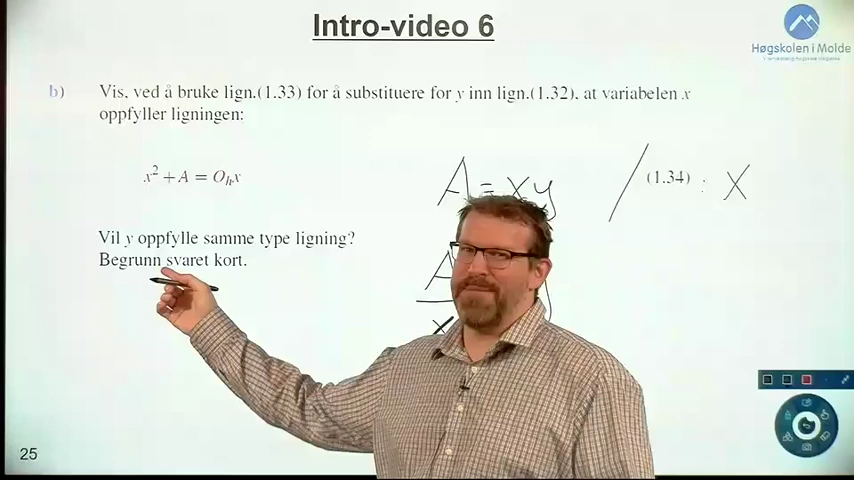 Intro-video 6
Høgskolen i Molde
b) Vis, ved å bruke lign.(1.33) for å substituere for y inn lign.(1.32), at variabelen x
oppfyller ligningen:
x² + A = Oₕx
(1.34)
A = xy / : x
Vil y oppfylle samme type ligning?
Begrunn svaret kort.
A
x
25